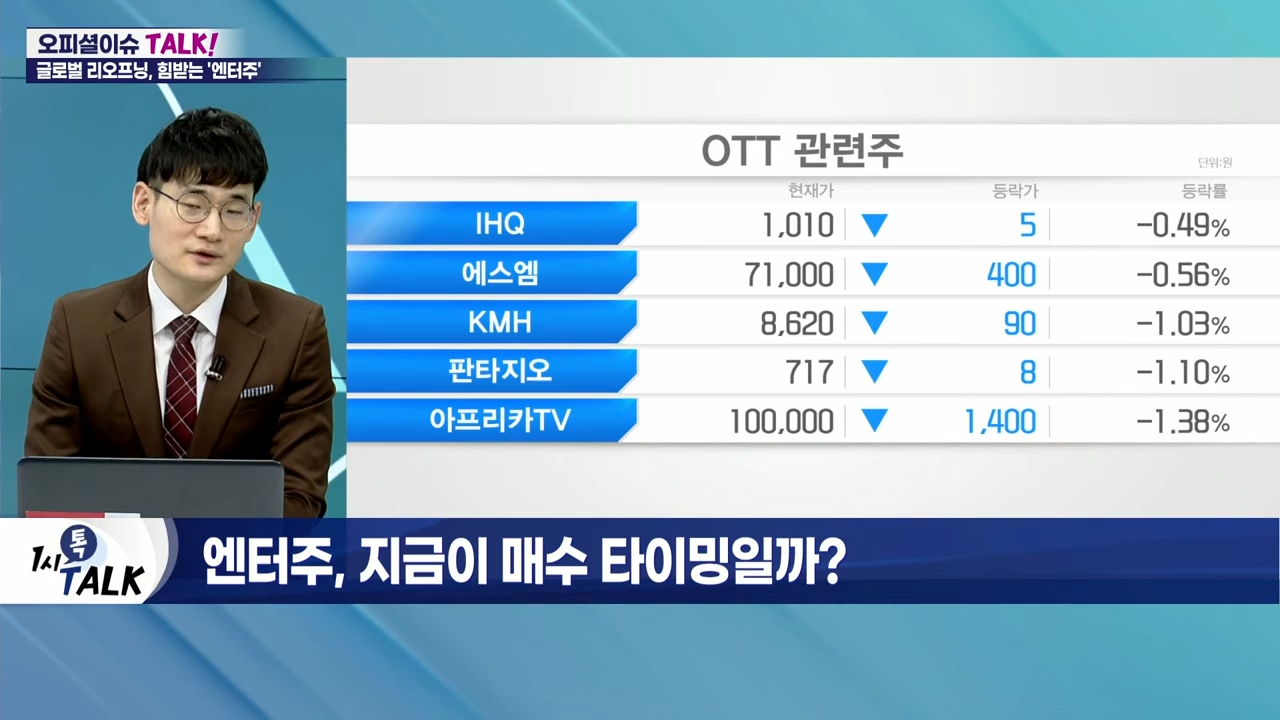 오피셜이슈 TALK!
글로벌 리오프닝, 힘받는 '엔터주'
OTT 관련주
단위:원
현재가 등락가 등락률
IHQ 1,010 ▼ 5 -0.49%
에스엠 71,000 ▼ 400 -0.56%
KMH 8,620 ▼ 90 -1.03%
판타지오 717 ▼ 8 -1.10%
아프리카TV 100,000 ▼ 1,400 -1.38%
1시 톡 TALK
엔터주, 지금이 매수 타이밍일까?